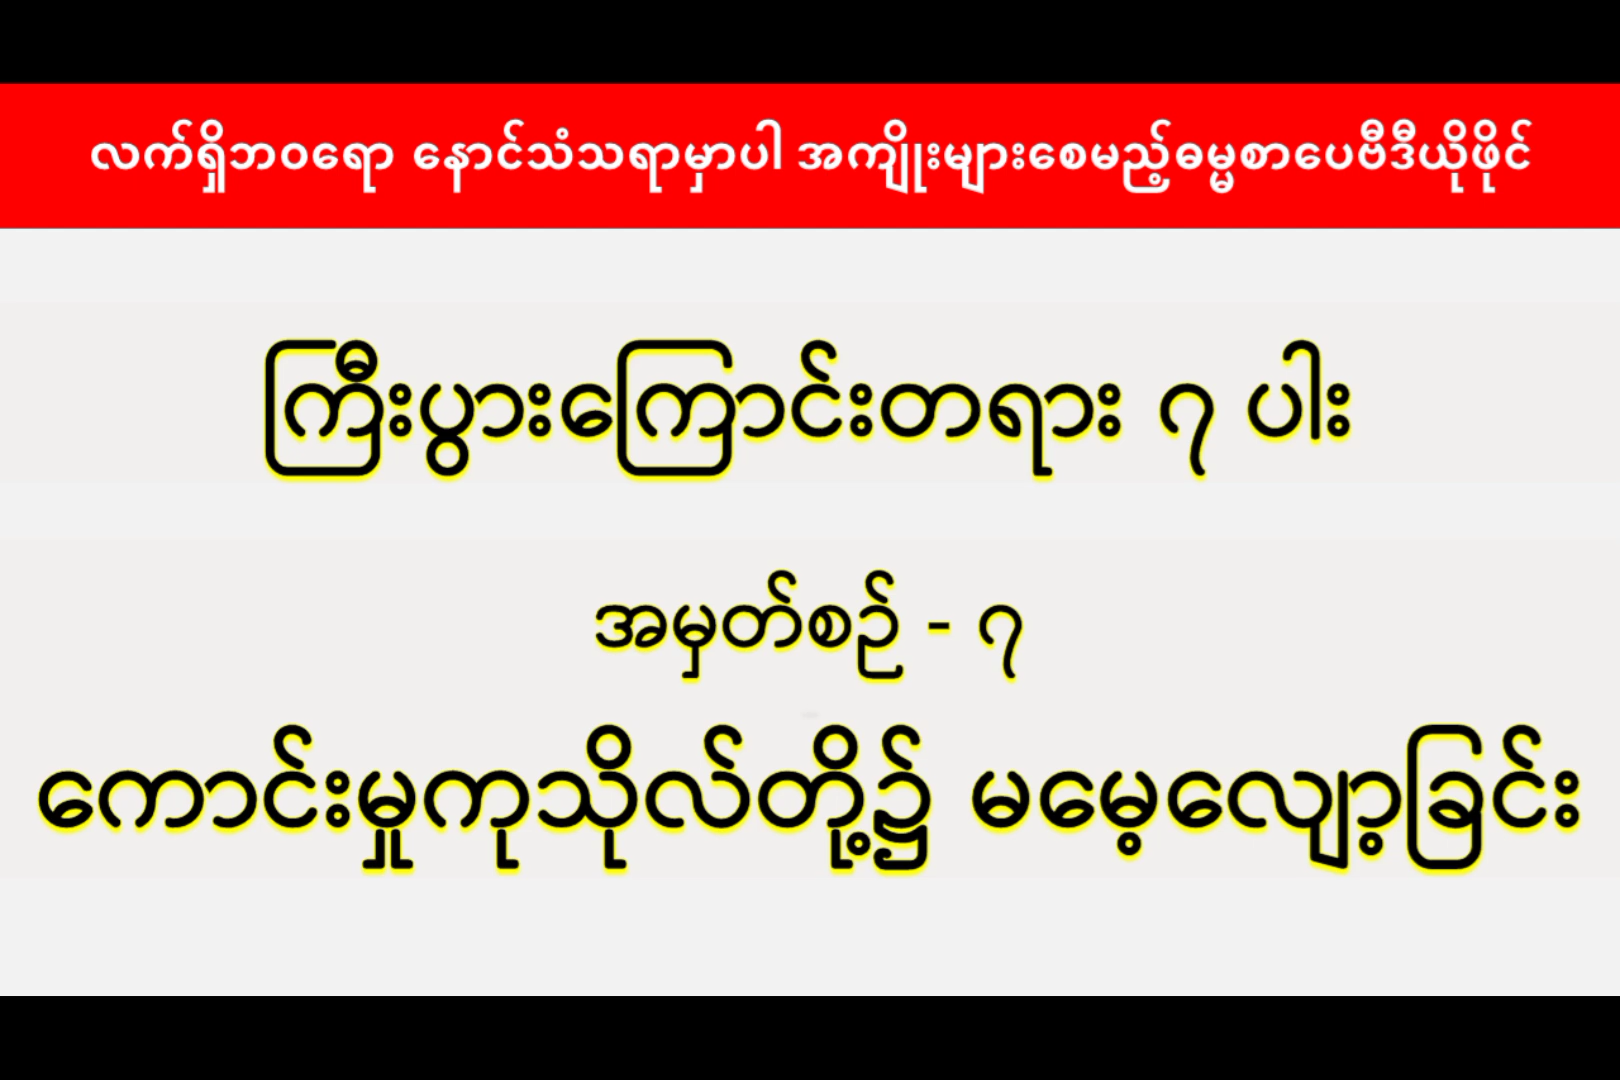 လက်ရှိဘဝရော နောင်သံသရာမှာပါ အကျိုးများစေမည့်ဓမ္မစာပေဗီဒီယိုဖိုင်
ကြီးပွားကြောင်းတရား ၇ ပါး
အမှတ်စဉ် - ၇
ကောင်းမှုကုသိုလ်တို့၌ မမေ့လျော့ခြင်း